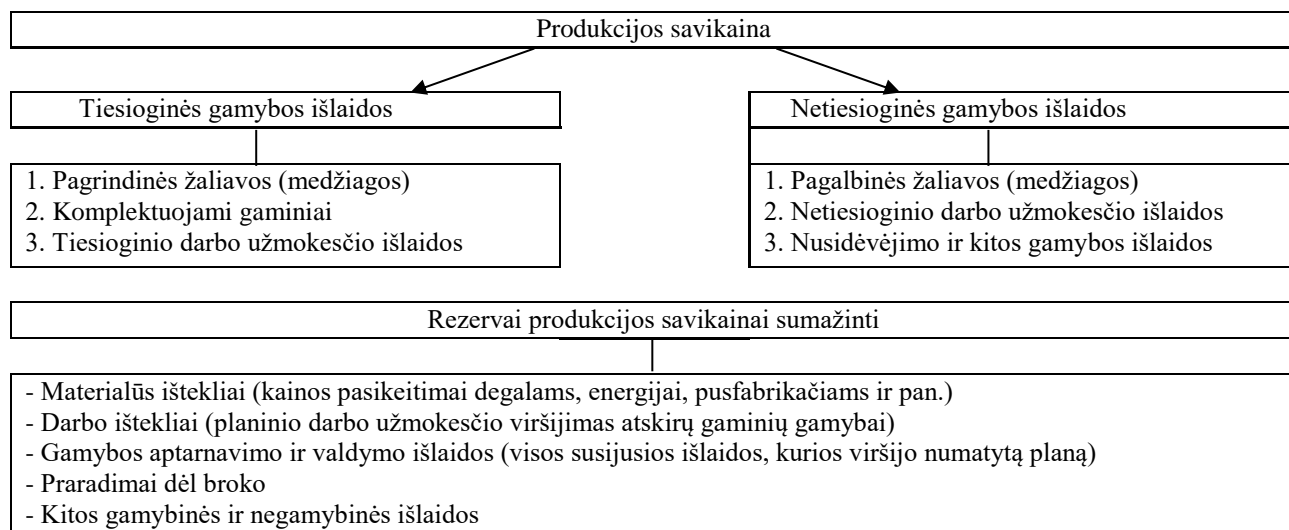 Produkcijos savikaina
Tiesioginės gamybos išlaidos
Netiesioginės gamybos išlaidos
1. Pagrindinės žaliavos (medžiagos)
2. Komplektuojami gaminiai
3. Tiesioginio darbo užmokesčio išlaidos
1. Pagalbinės žaliavos (medžiagos)
2. Netiesioginio darbo užmokesčio išlaidos
3. Nusidėvėjimo ir kitos gamybos išlaidos
Rezervai produkcijos savikainai sumažinti
- Materialūs ištekliai (kainos pasikeitimai degalams, energijai, pusfabrikačiams ir pan.)
- Darbo ištekliai (planinio darbo užmokesčio viršijimas atskirų gaminių gamybai)
- Gamybos aptarnavimo ir valdymo išlaidos (visos susijusios išlaidos, kurios viršijo numatytą planą)
- Praradimai dėl broko
- Kitos gamybinės ir negamybinės išlaidos